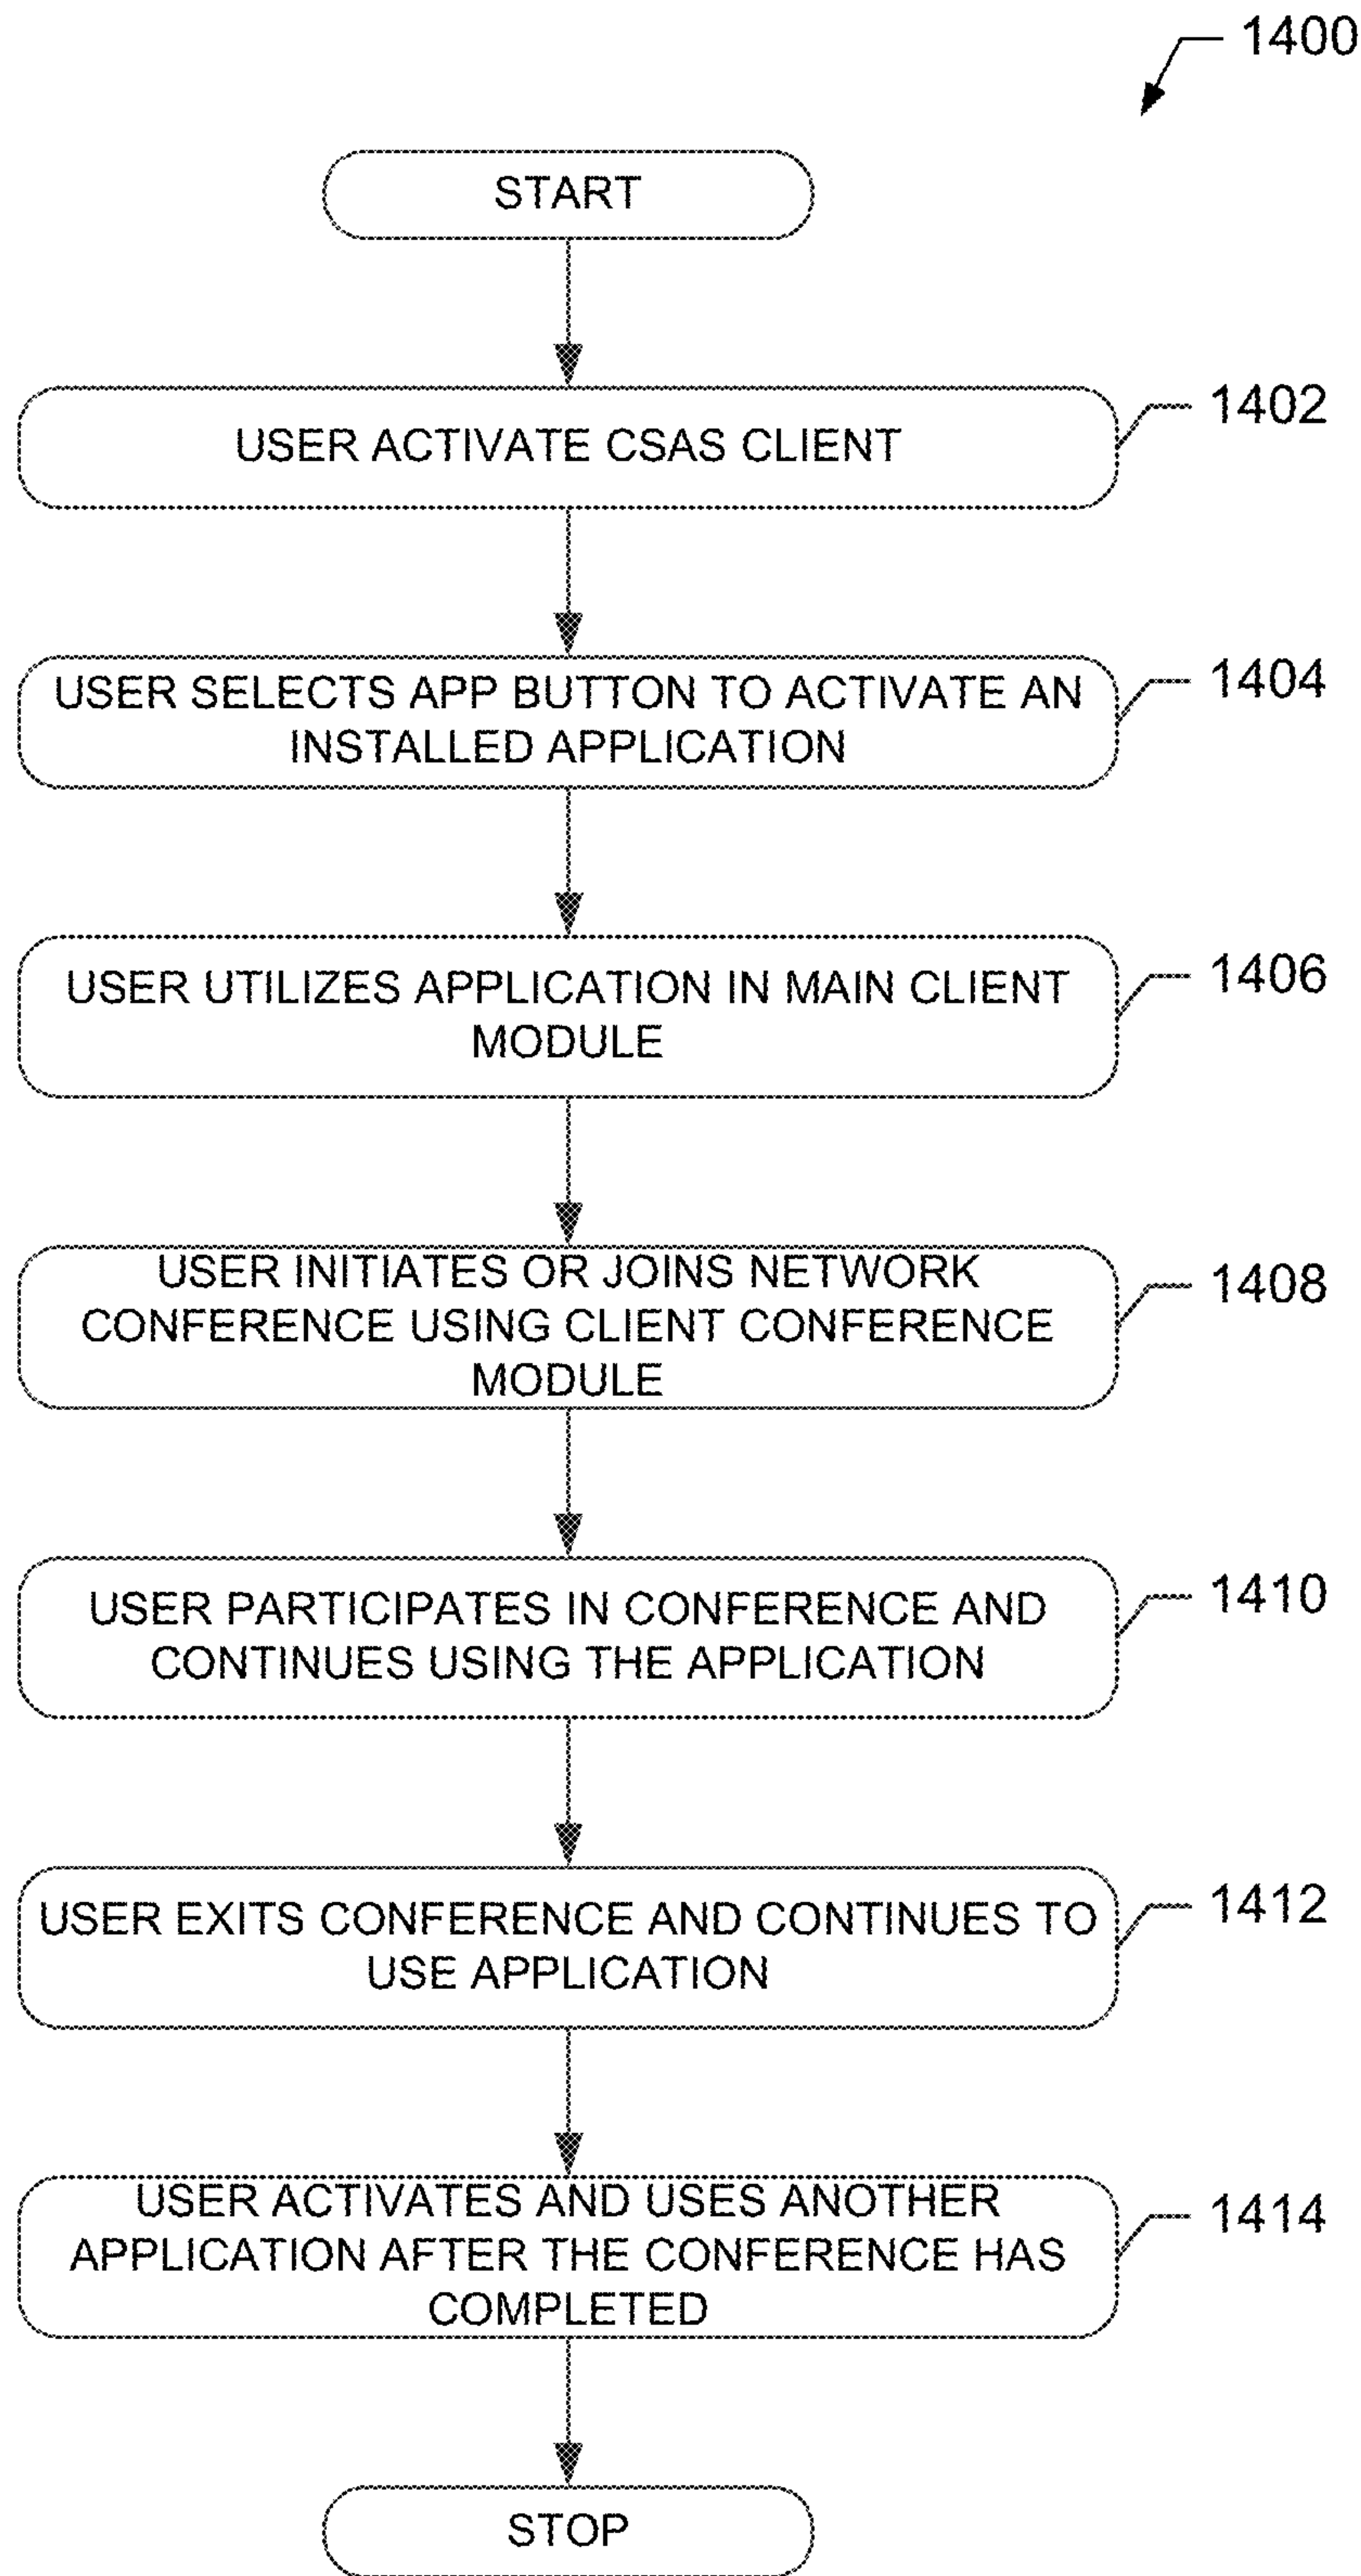 1400
START
USER ACTIVATE CSAS CLIENT
1402
USER SELECTS APP BUTTON TO ACTIVATE AN
INSTALLED APPLICATION
1404
USER UTILIZES APPLICATION IN MAIN CLIENT
MODULE
1406
USER INITIATES OR JOINS NETWORK
CONFERENCE USING CLIENT CONFERENCE
MODULE
1408
USER PARTICIPATES IN CONFERENCE AND
CONTINUES USING THE APPLICATION
1410
USER EXITS CONFERENCE AND CONTINUES TO
USE APPLICATION
1412
USER ACTIVATES AND USES ANOTHER
APPLICATION AFTER THE CONFERENCE HAS
COMPLETED
1414
STOP